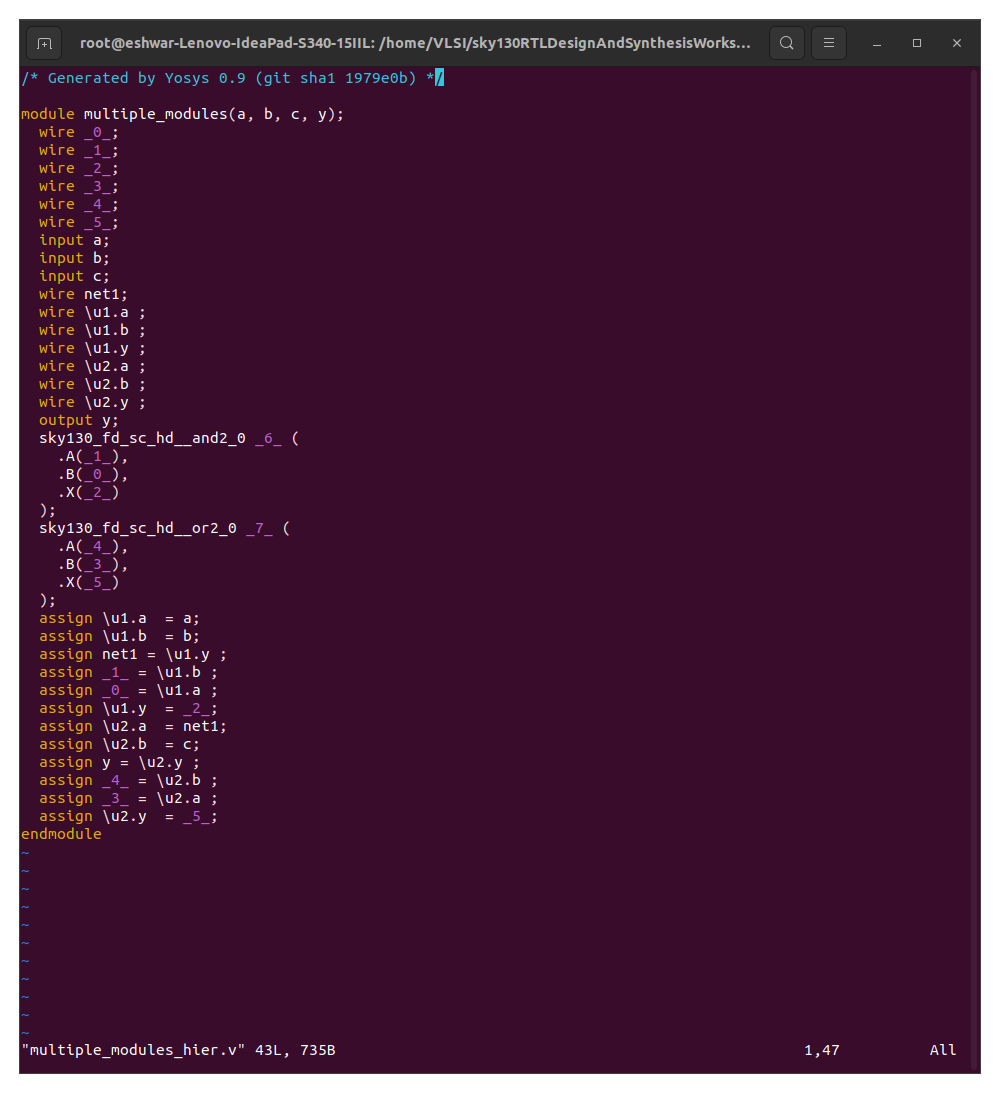 root@eshwar-Lenovo-IdeaPad-S340-15IIL: /home/VLSI/sky130RTLDesignAndSynthesisWorks...
/* Generated by Yosys 0.9 (git sha1 1979e0b) */
module multiple_modules(a, b, c, y);
  wire _0_;
  wire _1_;
  wire _2_;
  wire _3_;
  wire _4_;
  wire _5_;
  input a;
  input b;
  input c;
  wire net1;
  wire \u1.a ;
  wire \u1.b ;
  wire \u1.y ;
  wire \u2.a ;
  wire \u2.b ;
  wire \u2.y ;
  output y;
  sky130_fd_sc_hd__and2_0 _6_ (
    .A(_1_),
    .B(_0_),
    .X(_2_)
  );
  sky130_fd_sc_hd__or2_0 _7_ (
    .A(_4_),
    .B(_3_),
    .X(_5_)
  );
  assign \u1.a  = a;
  assign \u1.b  = b;
  assign net1 = \u1.y ;
  assign _1_ = \u1.b ;
  assign _0_ = \u1.a ;
  assign \u1.y  = _2_;
  assign \u2.a  = net1;
  assign \u2.b  = c;
  assign y = \u2.y ;
  assign _4_ = \u2.b ;
  assign _3_ = \u2.a ;
  assign \u2.y  = _5_;
endmodule
~
~
~
~
~
~
~
~
~
~
~
"multiple_modules_hier.v" 43L, 735B 1,47 All